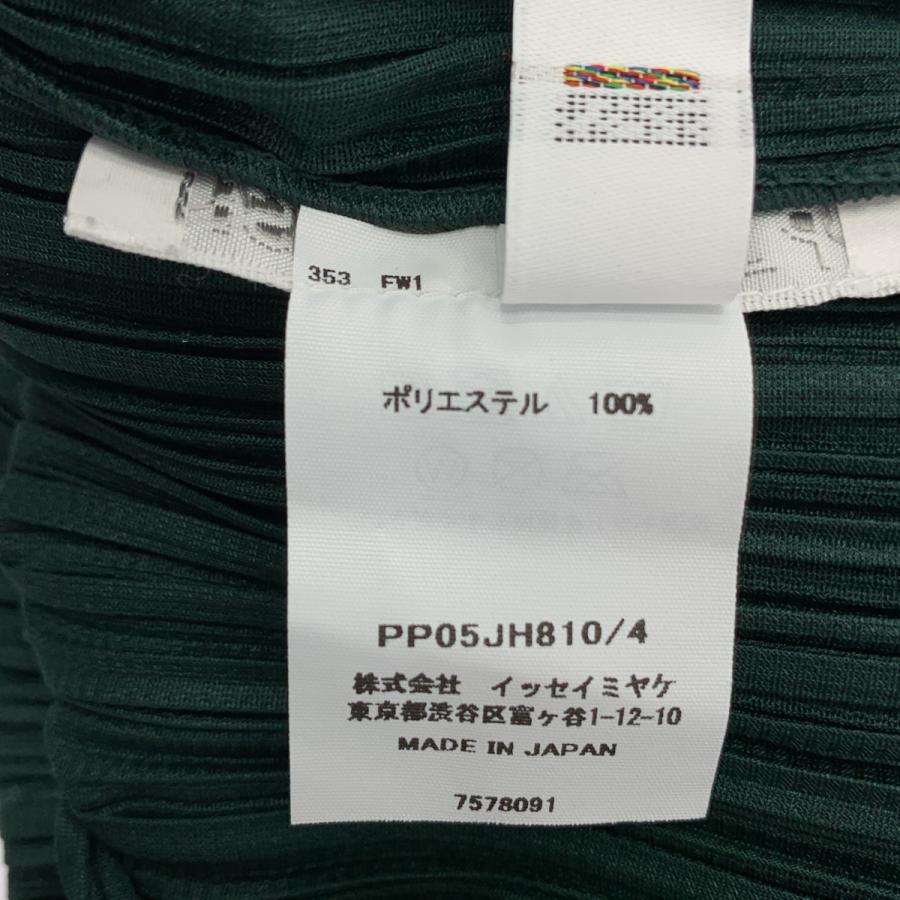 353 FW1
ポリエステル 100%
PP05JH810/4
株式会社 イッセイミヤケ
東京都渋谷区富ヶ谷1-12-10
MADE IN JAPAN
7578091